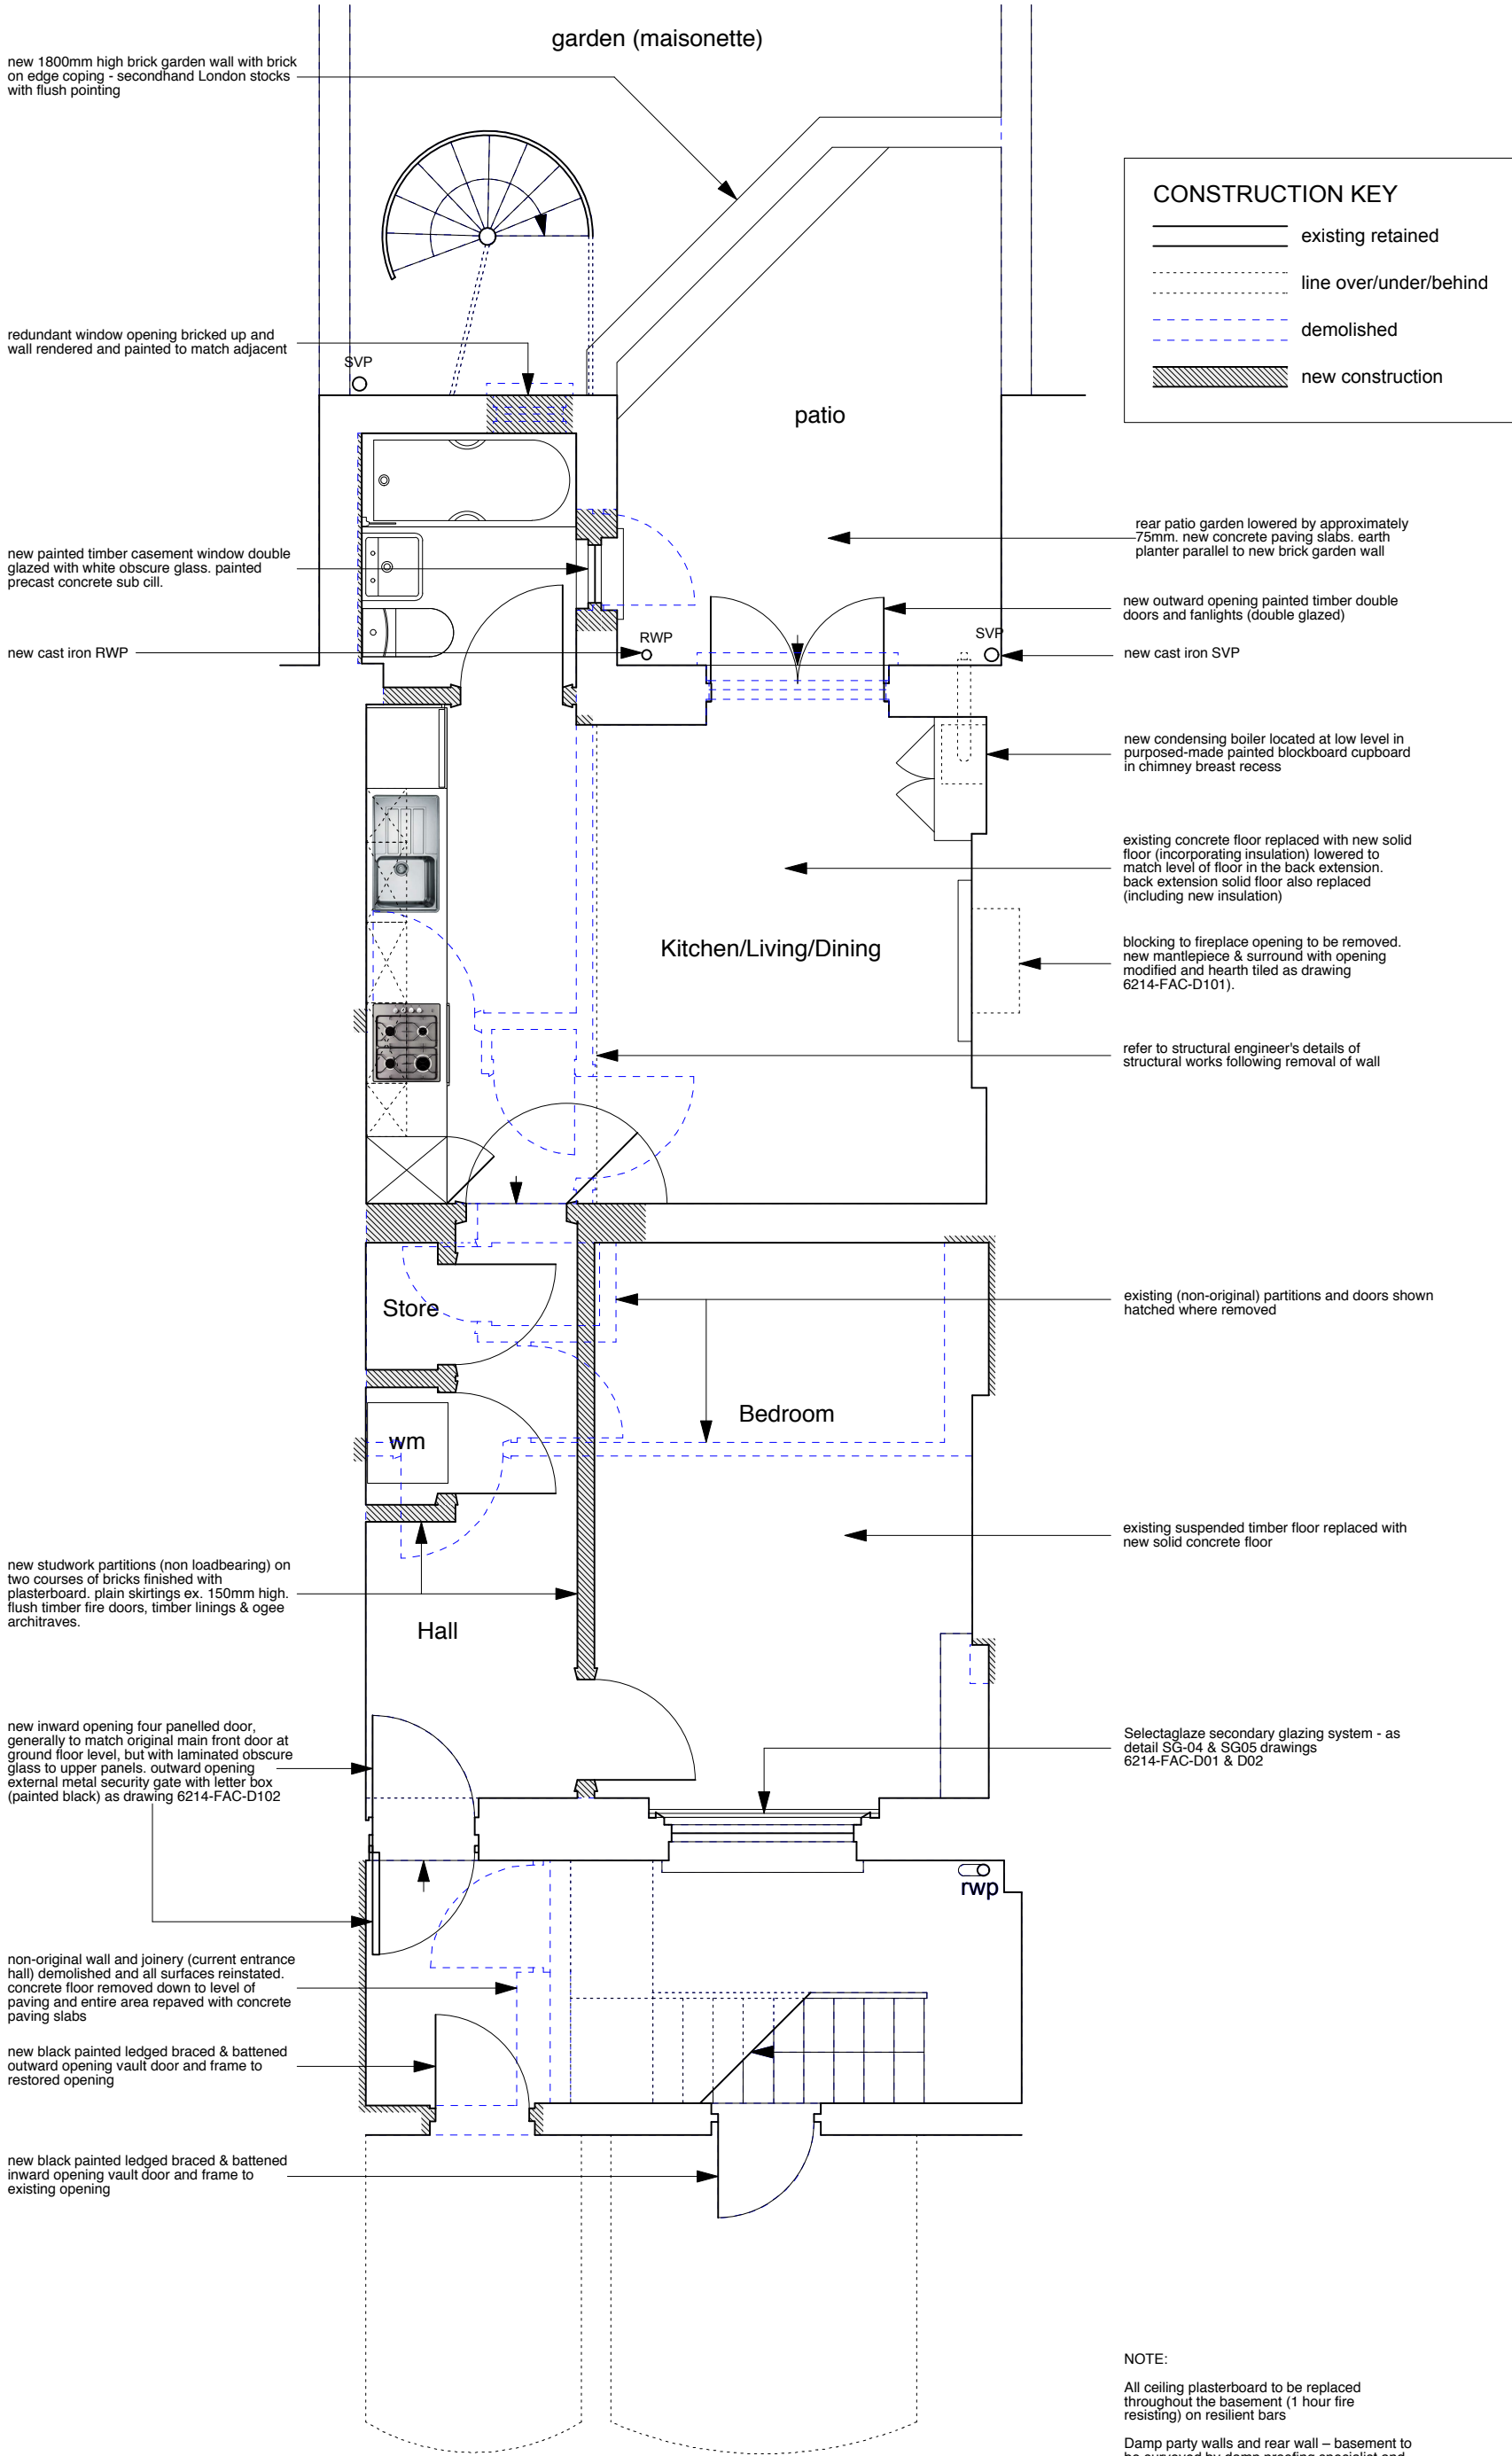 garden (maisonette)
new 1800mm high brick garden wall with brick
on edge coping - secondhand London stocks
with flush pointing
CONSTRUCTION KEY
existing retained
line over/under/behind
demolished
new construction
redundant window opening bricked up and
wall rendered and painted to match adjacent
SVP
patio
rear patio garden lowered by approximately
75mm. new concrete paving slabs. earth
planter parallel to new brick garden wall
new painted timber casement window double
glazed with white obscure glass. painted
precast concrete sub cill.
new outward opening painted timber double
doors and fanlights (double glazed)
new cast iron RWP
RWP
SVP
new cast iron SVP
new condensing boiler located at low level in
purposed-made painted blockboard cupboard
in chimney breast recess
existing concrete floor replaced with new solid
floor (incorporating insulation) lowered to
match level of floor in the back extension.
back extension solid floor also replaced
(including new insulation)
Kitchen/Living/Dining
blocking to fireplace opening to be removed.
new mantlepiece & surround with opening
modified and hearth tiled as drawing
6214-FAC-D101).
refer to structural engineer's details of
structural works following removal of wall
Store
existing (non-original) partitions and doors shown
hatched where removed
Bedroom
wm
existing suspended timber floor replaced with
new solid concrete floor
new studwork partitions (non loadbearing) on
two courses of bricks finished with
plasterboard. plain skirtings ex. 150mm high.
flush timber fire doors, timber linings & ogee
architraves.
Hall
new inward opening four panelled door,
generally to match original main front door at
ground floor level, but with laminated obscure
glass to upper panels. outward opening
external metal security gate with letter box
(painted black) as drawing 6214-FAC-D102
Selectaglaze secondary glazing system - as
detail SG-04 & SG05 drawings
6214-FAC-D01 & D02
rwp
non-original wall and joinery (current entrance
hall) demolished and all surfaces reinstated.
concrete floor removed down to level of
paving and entire area repaved with concrete
paving slabs
new black painted ledged braced & battened
outward opening vault door and frame to
restored opening
new black painted ledged braced & battened
inward opening vault door and frame to
existing opening
NOTE:
All ceiling plasterboard to be replaced
throughout the basement (1 hour fire
resisting) on resilient bars
Damp party walls and rear wall – basement to
be surveyed by damp proofing specialist and